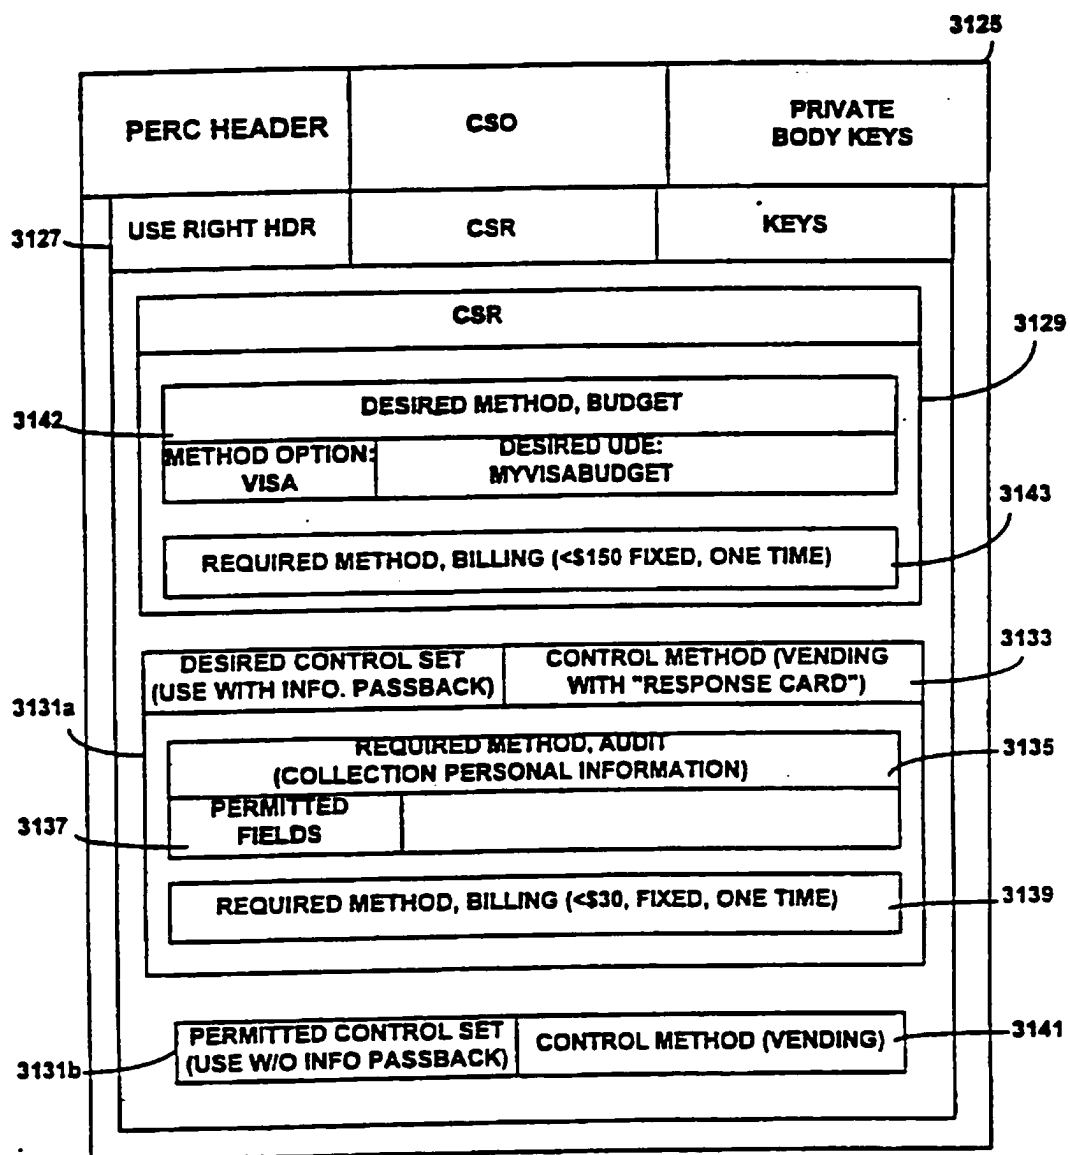 3125
PERC HEADER
CSO
PRIVATE
BODY KEYS
3127
USE RIGHT HDR
CSR
KEYS
CSR
3129
DESIRED METHOD, BUDGET
3142
METHOD OPTION:
VISA
DESIRED UDE:
MYVISABUDGET
3143
REQUIRED METHOD, BILLING (<$150 FIXED, ONE TIME)
3133
DESIRED CONTROL SET
(USE WITH INFO. PASSBACK)
CONTROL METHOD (VENDING
WITH "RESPONSE CARD")
3131a
REQUIRED METHOD, AUDIT
(COLLECTION PERSONAL INFORMATION)
3135
3137
PERMITTED
FIELDS
REQUIRED METHOD, BILLING (<$30, FIXED, ONE TIME)
3139
PERMITTED CONTROL SET
(USE W/O INFO PASSBACK)
CONTROL METHOD (VENDING)
3141
3131b